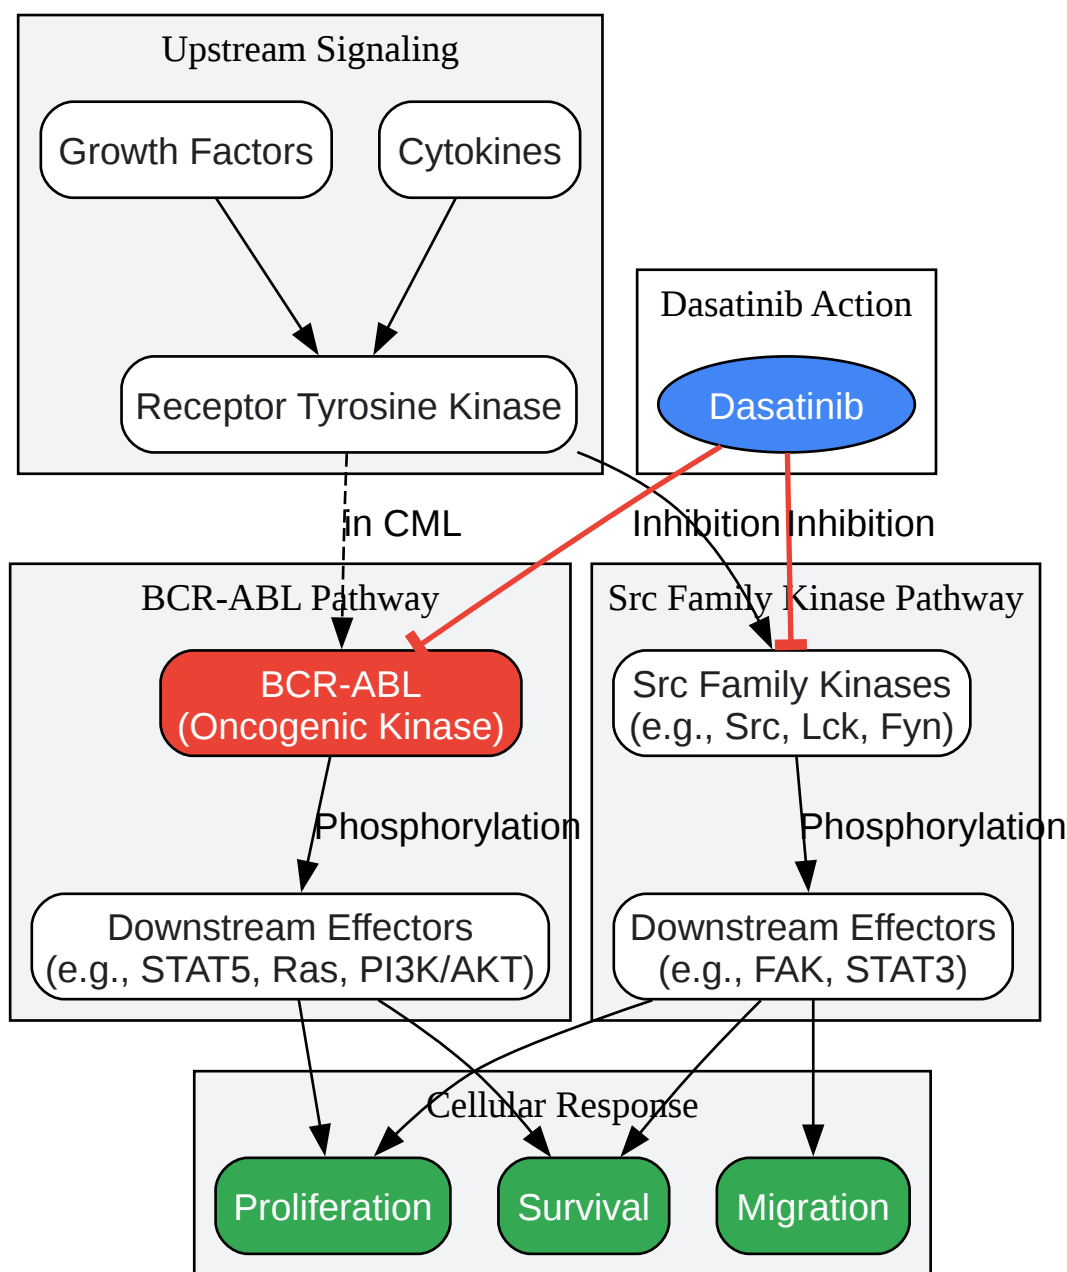 Upstream Signaling
Growth Factors
Cytokines
Receptor Tyrosine Kinase
Dasatinib Action
Dasatinib
in CML
Inhibition
Inhibition
BCR-ABL Pathway
BCR-ABL
(Oncogenic Kinase)
Phosphorylation
Downstream Effectors
(e.g., STAT5, Ras, PI3K/AKT)
Src Family Kinase Pathway
Src Family Kinases
(e.g., Src, Lck, Fyn)
Phosphorylation
Downstream Effectors
(e.g., FAK, STAT3)
Cellular Response
Proliferation
Survival
Migration